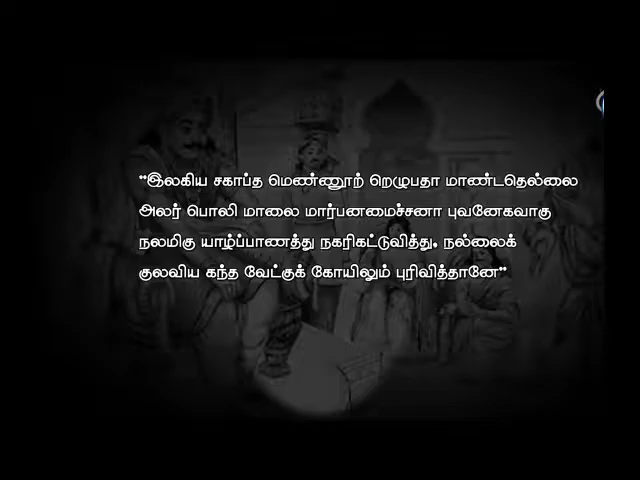 “இலகிய சகாப்த மெண்ணூற் றெழுபதா மாண்டதெல்லை
அலர் பொலி மாலை மார்பனமைச்சனா புவனேகவாகு
நலமிகு யாழ்ப்பாணத்து நகரிகட்டுவித்து. நல்லைக்
குலவிய கந்த வேட்குக் கோயிலும் புரிவித்தானே”